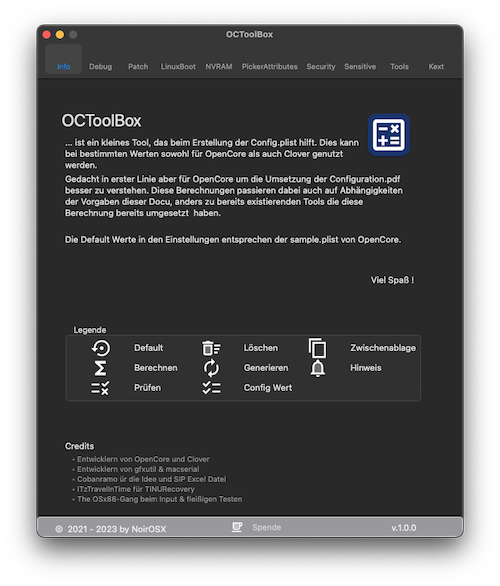 OCToolBox
Info Debug Patch LinuxBoot NVRAM PickerAttributes Security Sensitive Tools Kext
OCToolBox
... ist ein kleines Tool, das beim Erstellung der Config.plist hilft. Dies kann
bei bestimmten Werten sowohl für OpenCore als auch Clover genutzt
werden.
Gedacht in erster Linie aber für OpenCore um die Umsetzung der Configuration.pdf
besser zu verstehen. Diese Berechnungen passieren dabei auch auf Abhängigkeiten
der Vorgaben dieser Docu, anders zu bereits existierenden Tools die diese
Berechnung bereits umgesetzt haben.
Die Default Werte in den Einstellungen entsprechen der sample.plist von OpenCore.
Viel Spaß !
Legende
Default Löschen Zwischenablage
Berechnen Generieren Hinweis
Prüfen Config Wert
Credits
- Entwicklern von OpenCore und Clover
- Entwicklern von gfxutil & macserial
- Cobanramo ür die Idee und SIP Excel Datei
- ITzTravelInTime für TINURecovery
- The OSx86-Gang beim Input & fleißigen Testen
© 2021 - 2023 by NoirOSX Spende v.1.0.0